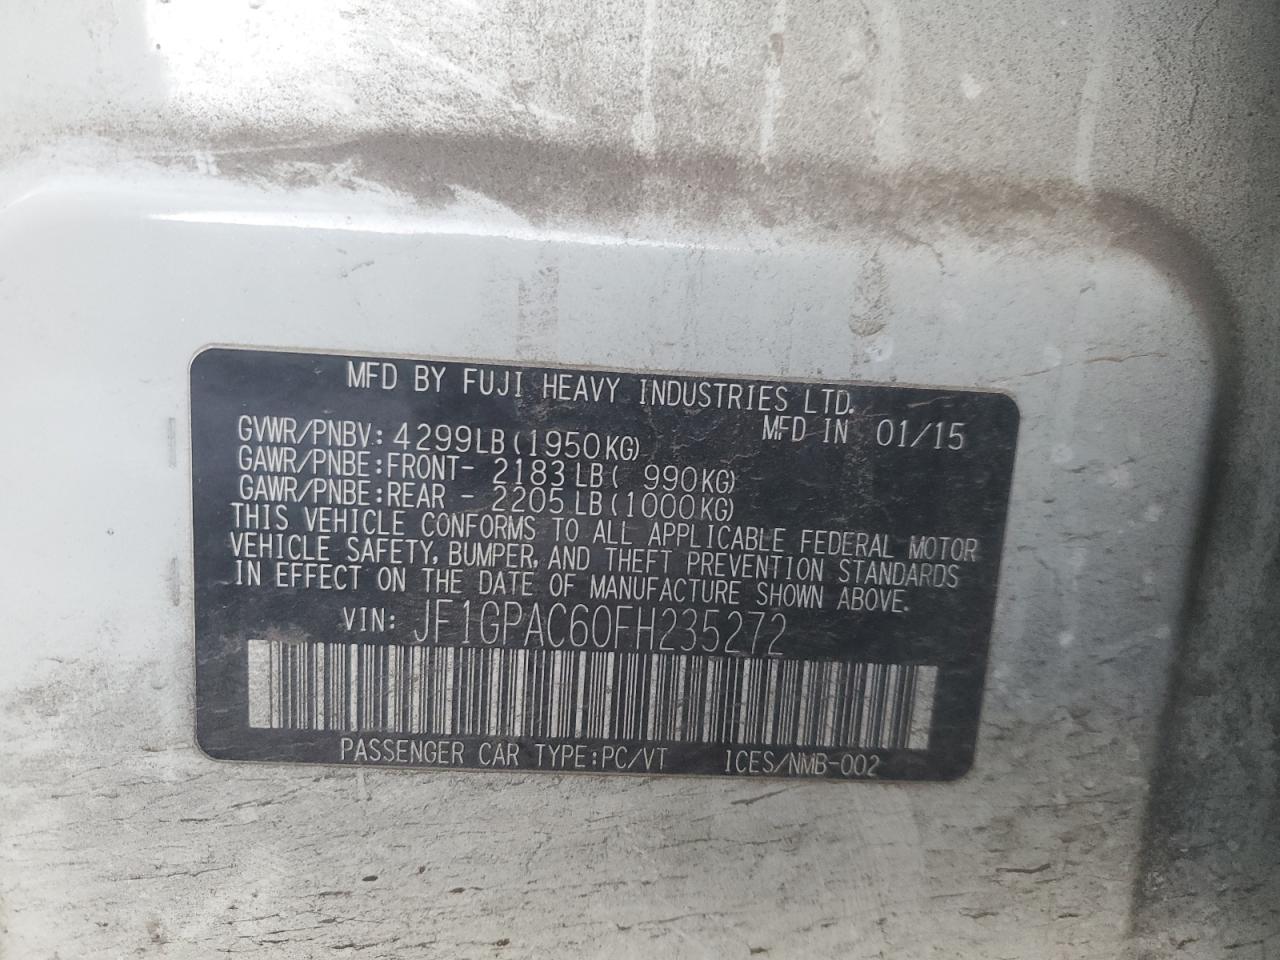 MFD BY FUJI HEAVY INDUSTRIES LTD.
GVWR/PNBV: 4299LB(1950KG) MFD IN 01/15
GAWR/PNBE:FRONT- 2183LB( 990KG)
GAWR/PNBE:REAR - 2205LB(1000KG)
THIS VEHICLE CONFORMS TO ALL APPLICABLE FEDERAL MOTOR
VEHICLE SAFETY, BUMPER, AND THEFT PREVENTION STANDARDS
IN EFFECT ON THE DATE OF MANUFACTURE SHOWN ABOVE.
VIN: JF1GPAC60FH235272
PASSENGER CAR TYPE:PC/VT ICES/NMB-002